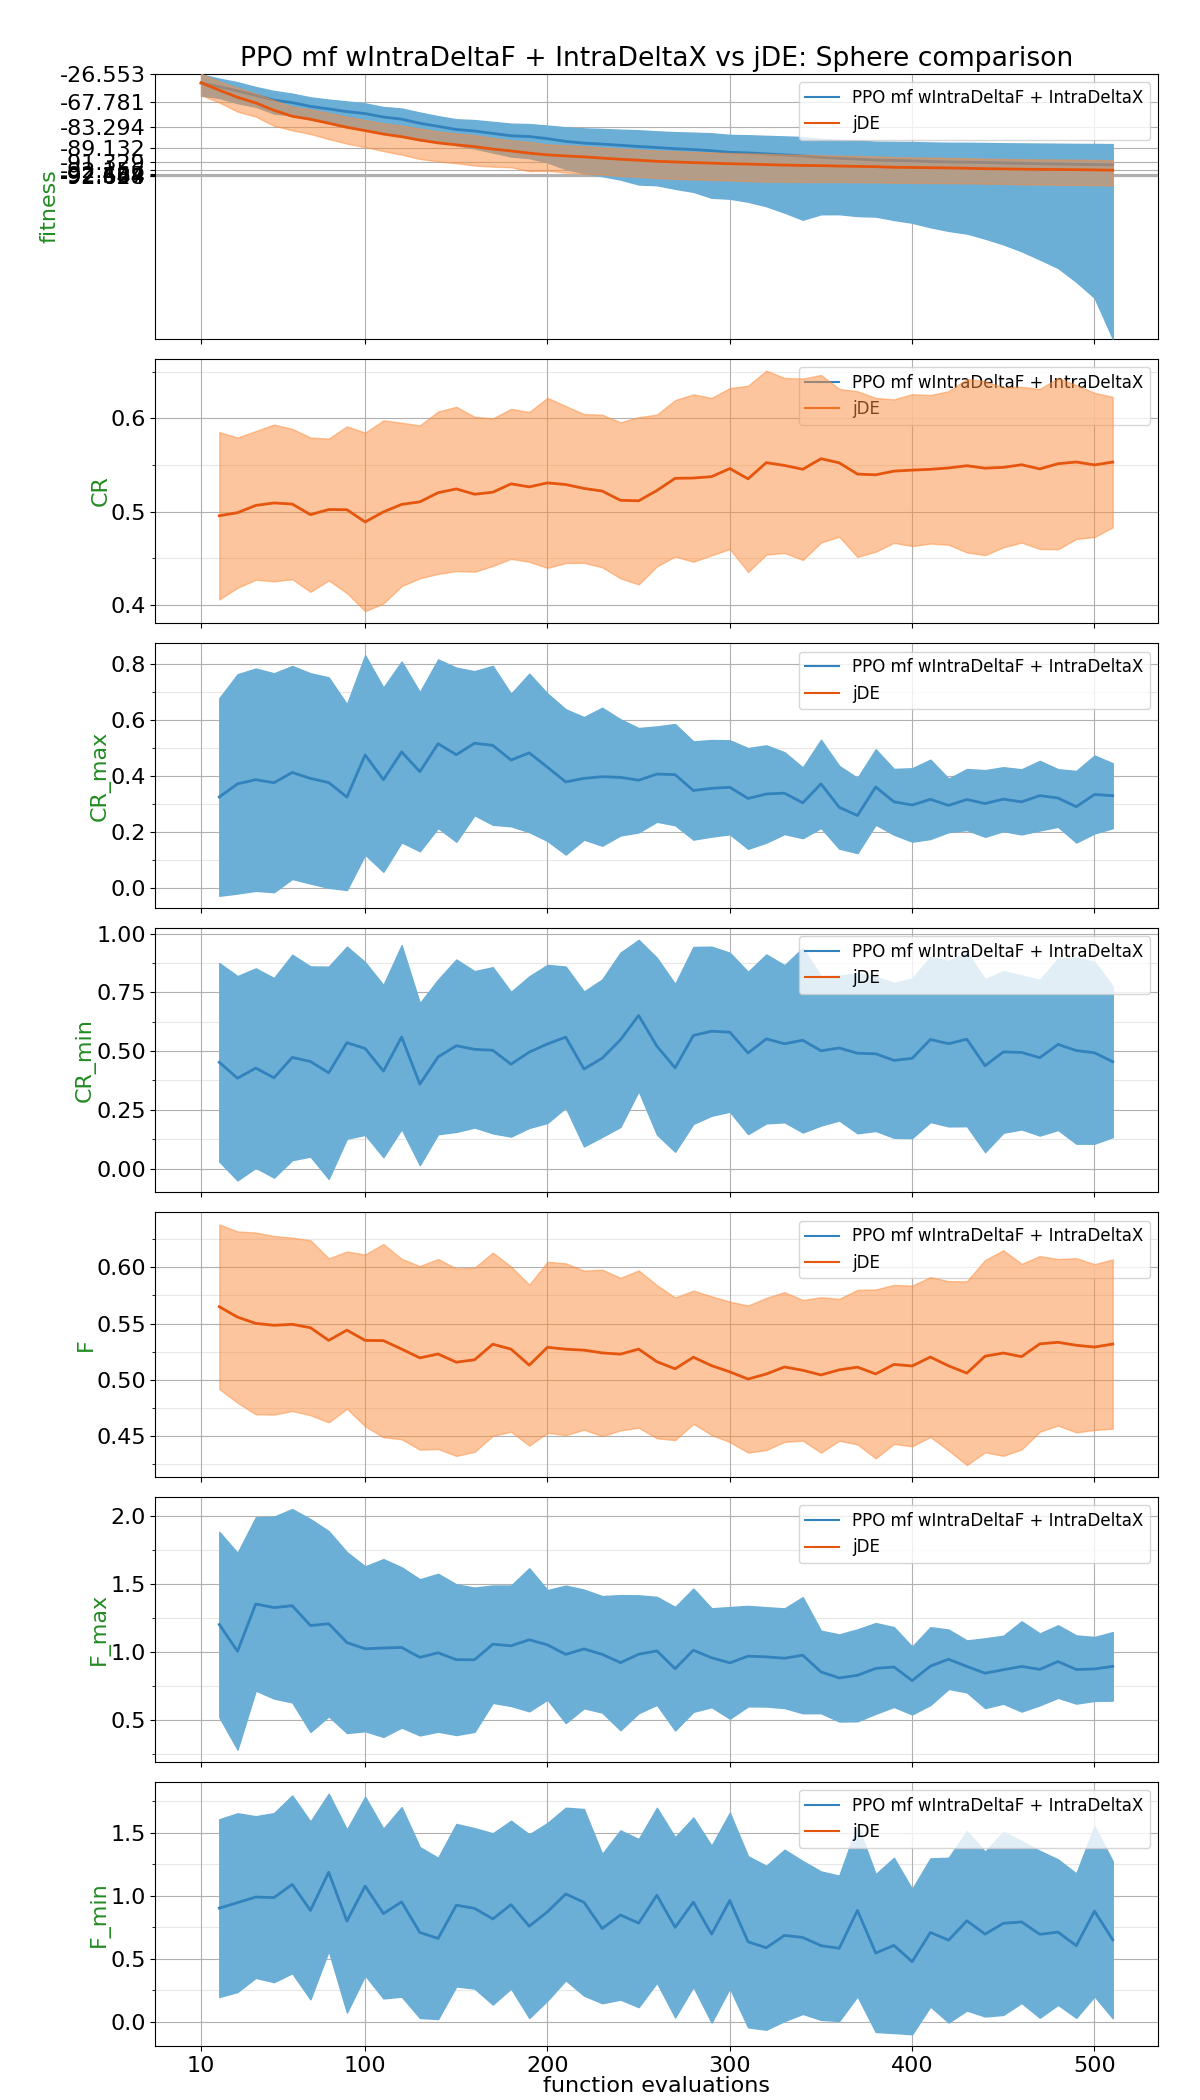 PPO mf wIntraDeltaF + IntraDeltaX vs jDE: Sphere comparison
-26.553
-67.781
-83.294
-89.132
fitness
PPO mf wIntraDeltaF + IntraDeltaX
jDE
0.6
0.5
0.4
CR
PPO mf wIntraDeltaF + IntraDeltaX
jDE
0.8
0.6
0.4
0.2
0.0
CR_max
PPO mf wIntraDeltaF + IntraDeltaX
jDE
1.00
0.75
0.50
0.25
0.00
CR_min
PPO mf wIntraDeltaF + IntraDeltaX
jDE
0.60
0.55
0.50
0.45
F
PPO mf wIntraDeltaF + IntraDeltaX
jDE
2.0
1.5
1.0
0.5
F_max
PPO mf wIntraDeltaF + IntraDeltaX
jDE
1.5
1.0
0.5
0.0
F_min
PPO mf wIntraDeltaF + IntraDeltaX
jDE
10 100 200 300 400 500
function evaluations